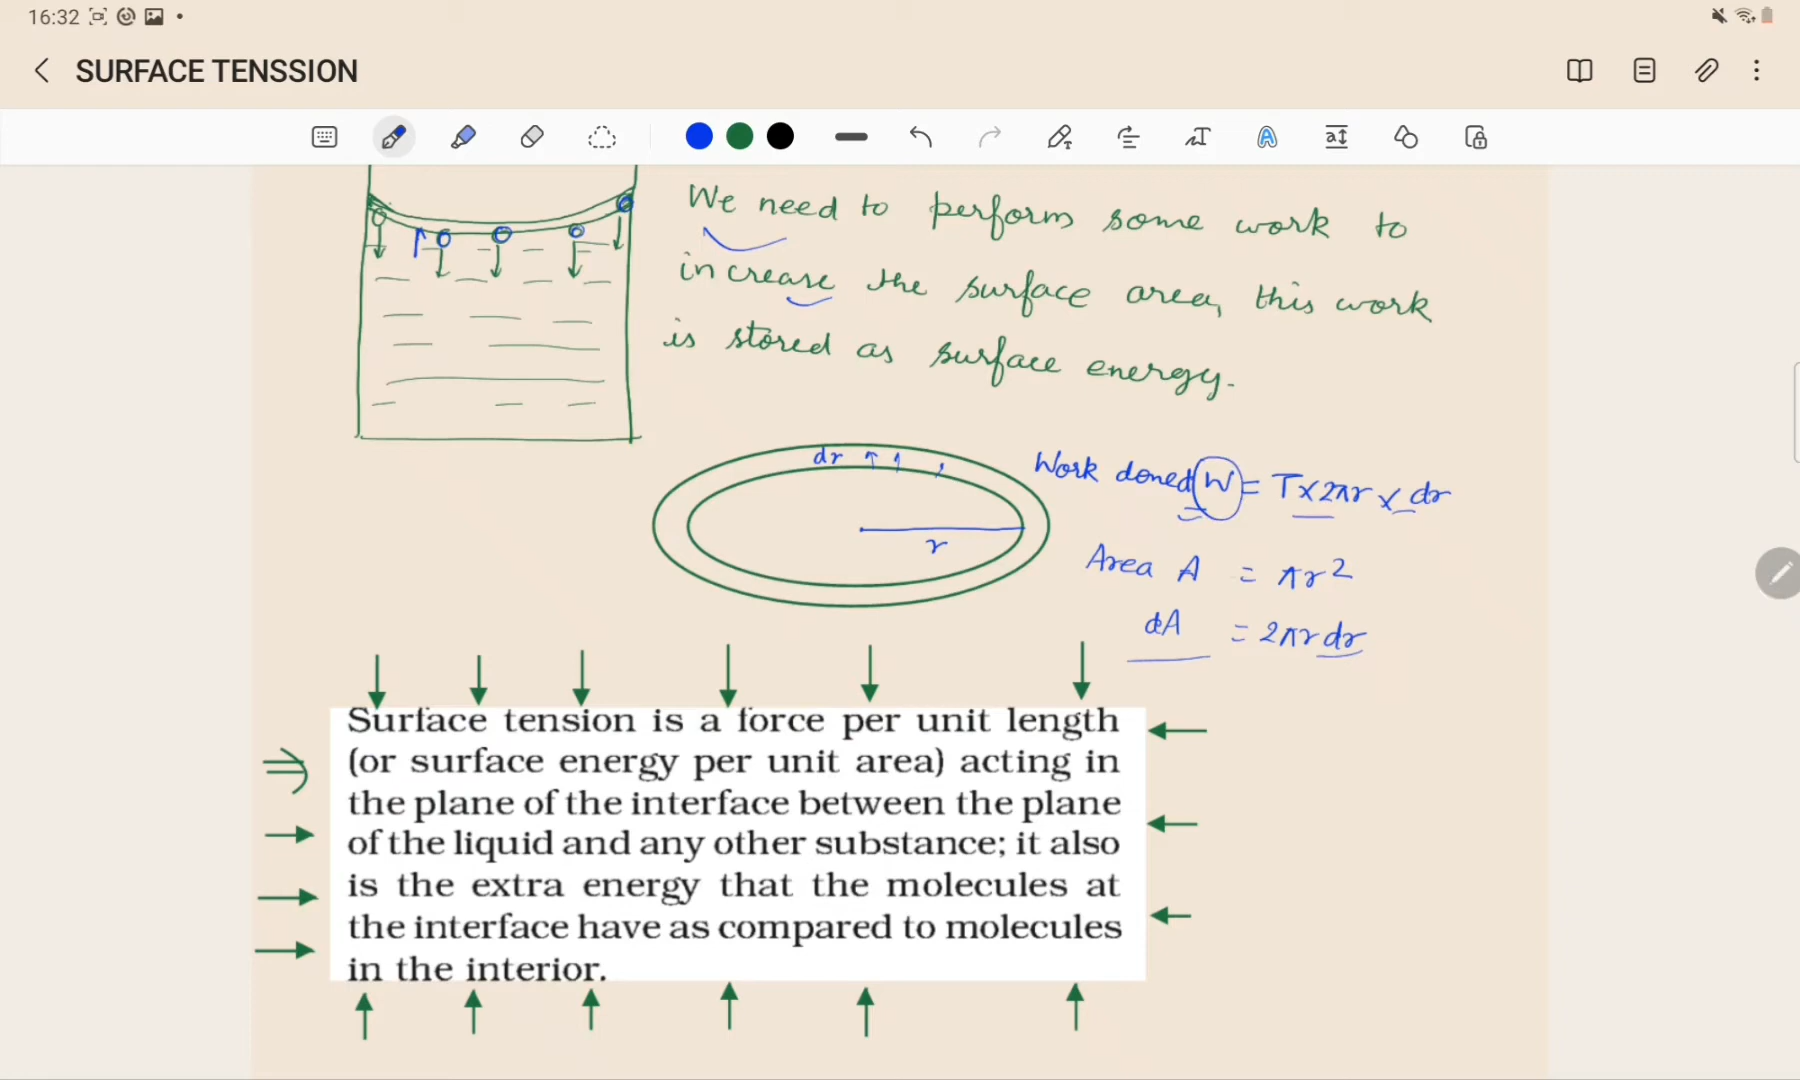 16:32
SURFACE TENSSION
We need to perform some work to
increase the surface area, this work
is stored as surface energy.
dr
r
Work doned W = T × 2πr × dr
Area A = πr²
dA = 2πr dr
Surface tension is a force per unit length
(or surface energy per unit area) acting in
the plane of the interface between the plane
of the liquid and any other substance; it also
is the extra energy that the molecules at
the interface have as compared to molecules
in the interior.